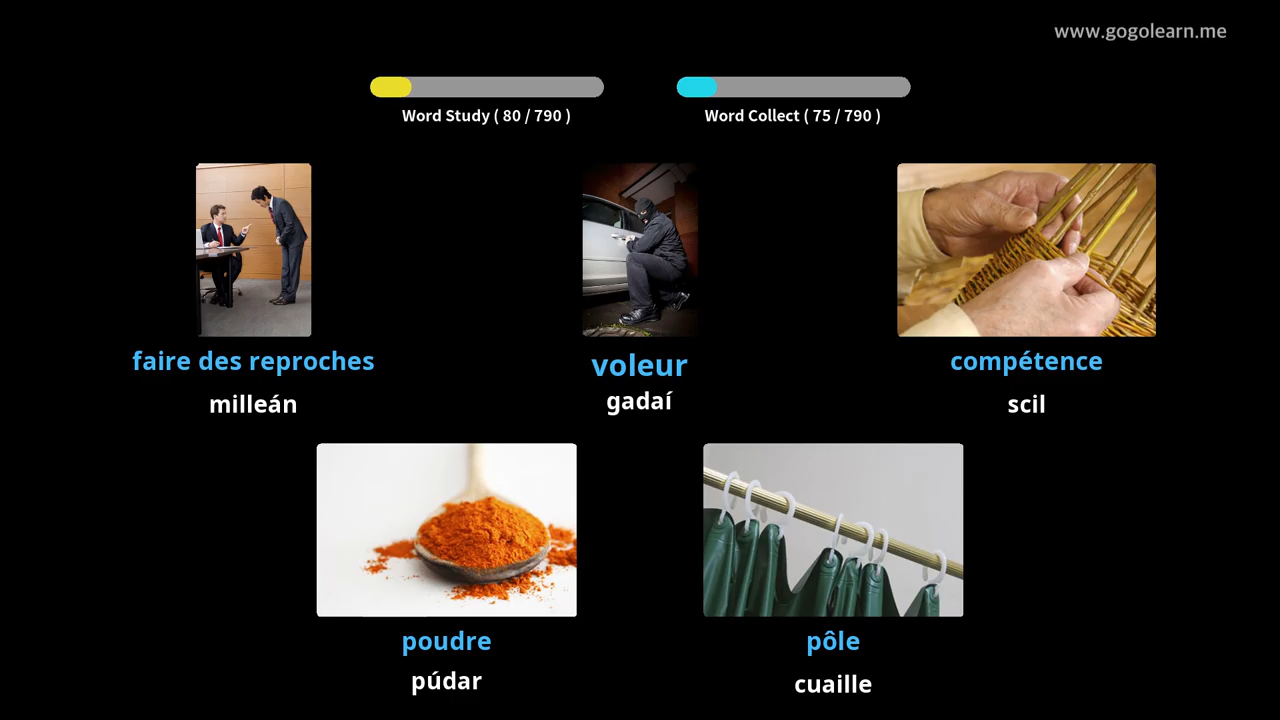 www.gogolearn.me
Word Study ( 80 / 790 )
Word Collect ( 75 / 790 )
faire des reproches
milleán
voleur
gadaí
compétence
scil
poudre
púdar
pôle
cuaille